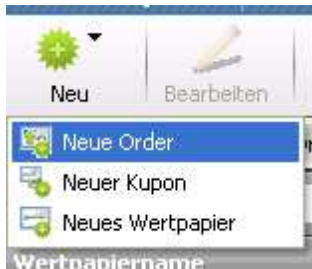 Neu Bearbeiten
Neue Order
Neuer Kupon
Neues Wertpapier
Wertpapiername